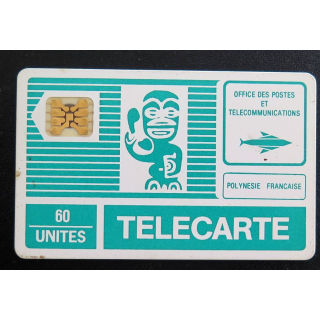 OFFICE DES POSTES
ET
TELECOMMUNICATIONS
POLYNESIE FRANCAISE
60
UNITES
TELECARTE